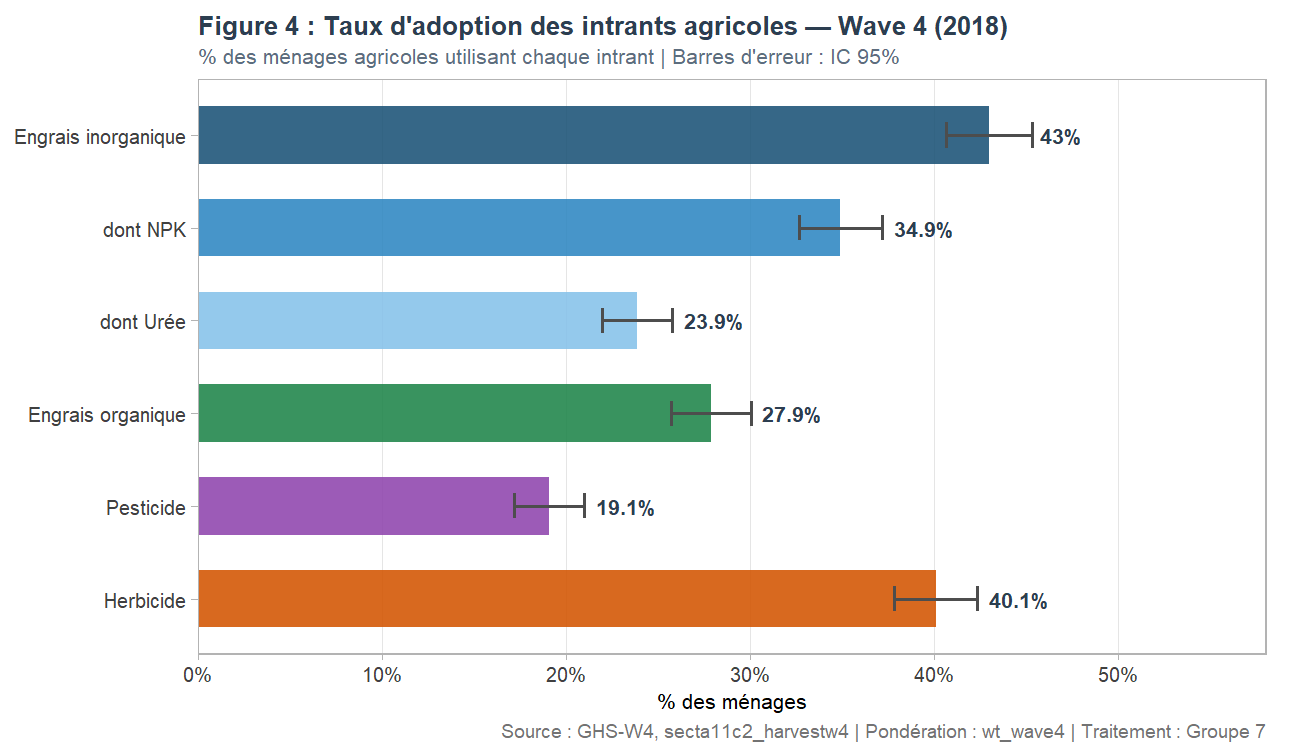 Figure 4 : Taux d'adoption des intrants agricoles — Wave 4 (2018)
% des ménages agricoles utilisant chaque intrant | Barres d'erreur : IC 95%
Engrais inorganique 43%
dont NPK 34.9%
dont Urée 23.9%
Engrais organique 27.9%
Pesticide 19.1%
Herbicide 40.1%
0% 10% 20% 30% 40% 50%
% des ménages
Source : GHS-W4, secta11c2_harvestw4 | Pondération : wt_wave4 | Traitement : Groupe 7